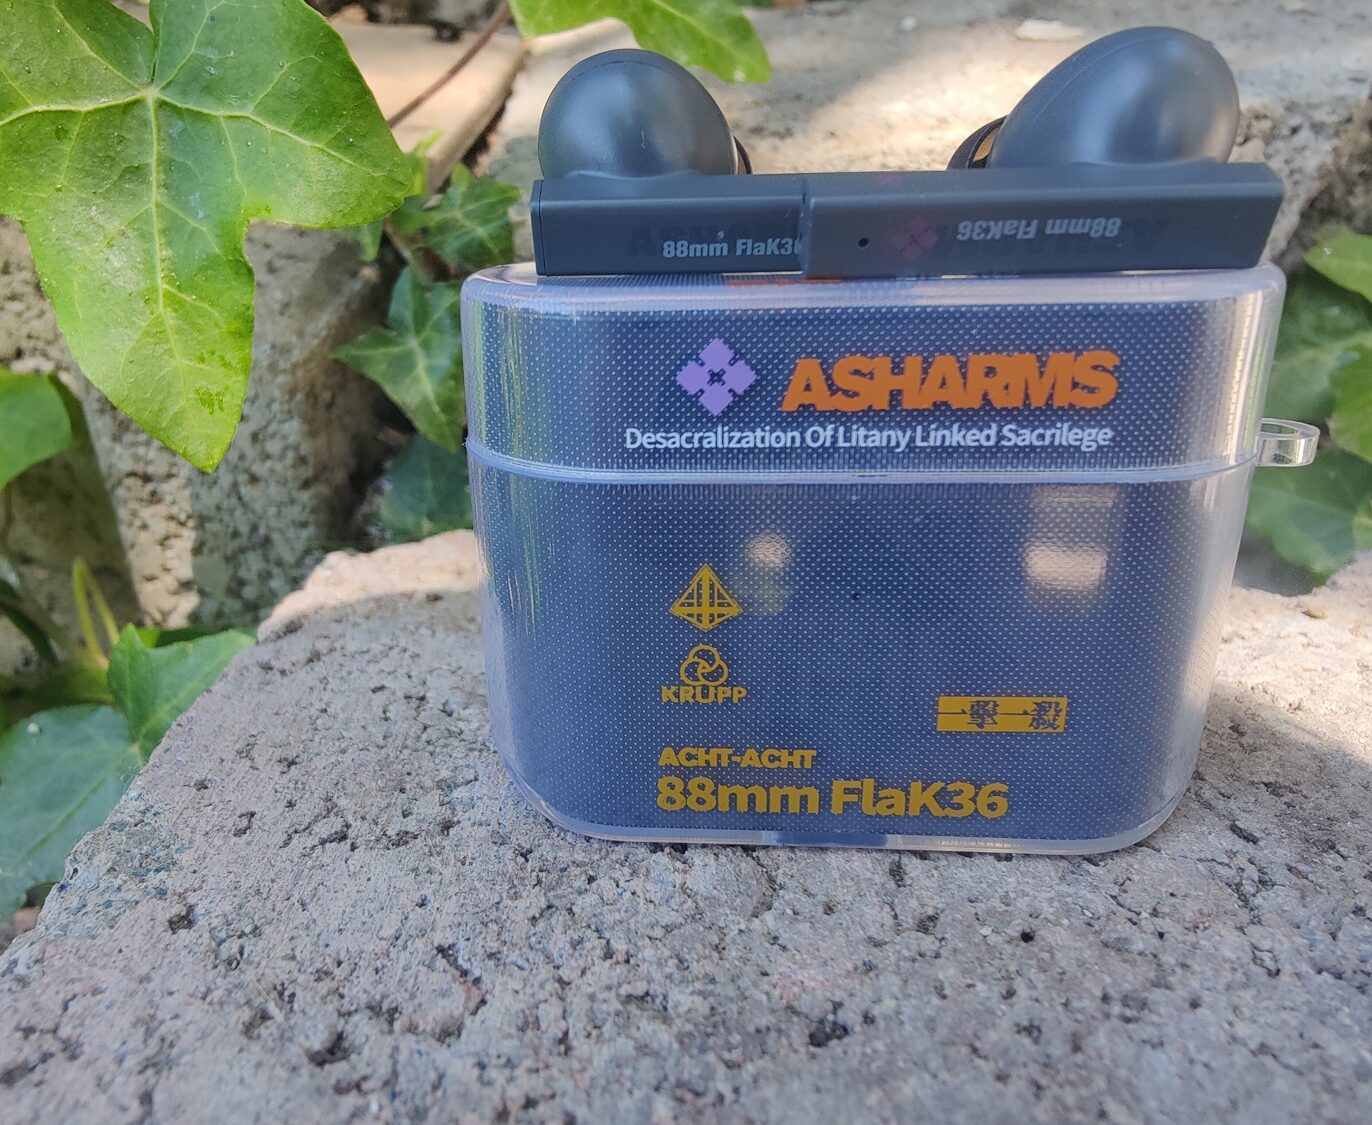 88mm FlaK36
88mm FlaK36
ASHARMS
Desacralization Of Litany Linked Sacrilege
KRUPP
一擊一殺
ACHT-ACHT
88mm FlaK36